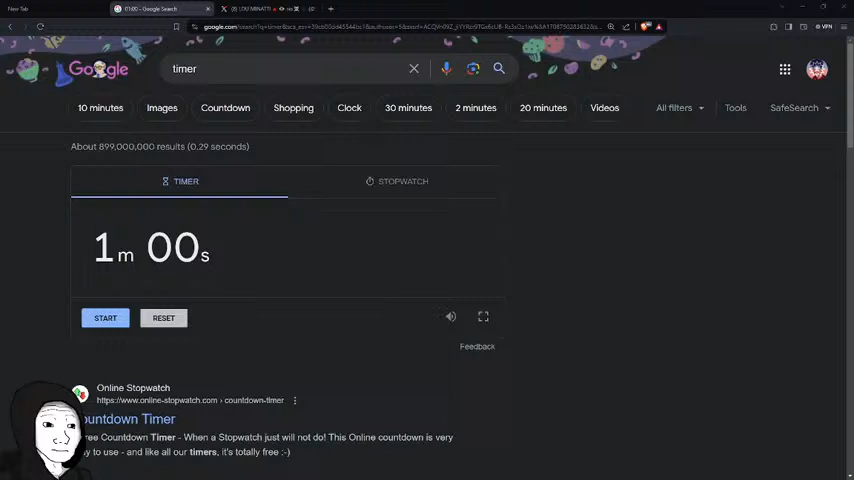 New Tab
01:00 - Google Search
google.com/search?q=timer
VPN
Google
timer
10 minutes
Images
Countdown
Shopping
Clock
30 minutes
2 minutes
20 minutes
Videos
All filters
Tools
SafeSearch
About 899,000,000 results (0.29 seconds)
TIMER
STOPWATCH
1m 00s
START
RESET
Feedback
Online Stopwatch
https://www.online-stopwatch.com › countdown-timer
ountdown Timer
ree Countdown Timer - When a Stopwatch just will not do! This Online countdown is very
y to use - and like all our timers, it's totally free :-)